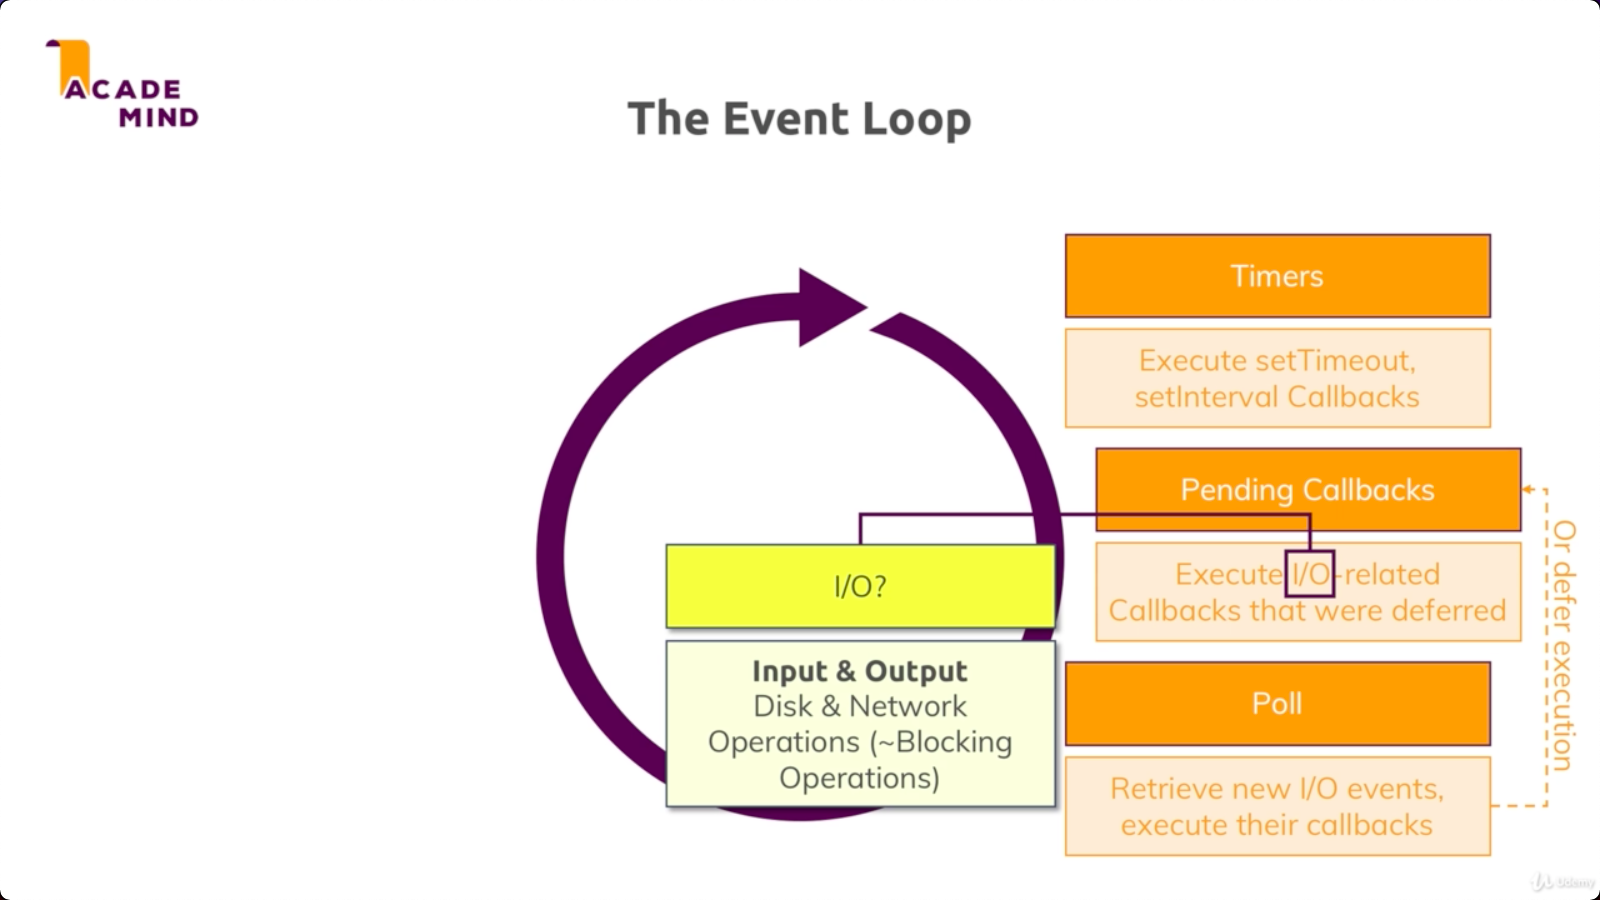 ACADE
MIND
The Event Loop
Timers
Execute setTimeout,
setInterval Callbacks
Pending Callbacks
Execute I/O-related
Callbacks that were deferred
I/O?
Input & Output
Disk & Network
Operations (~Blocking
Operations)
Poll
Retrieve new I/O events,
execute their callbacks
Or defer execution
Udemy